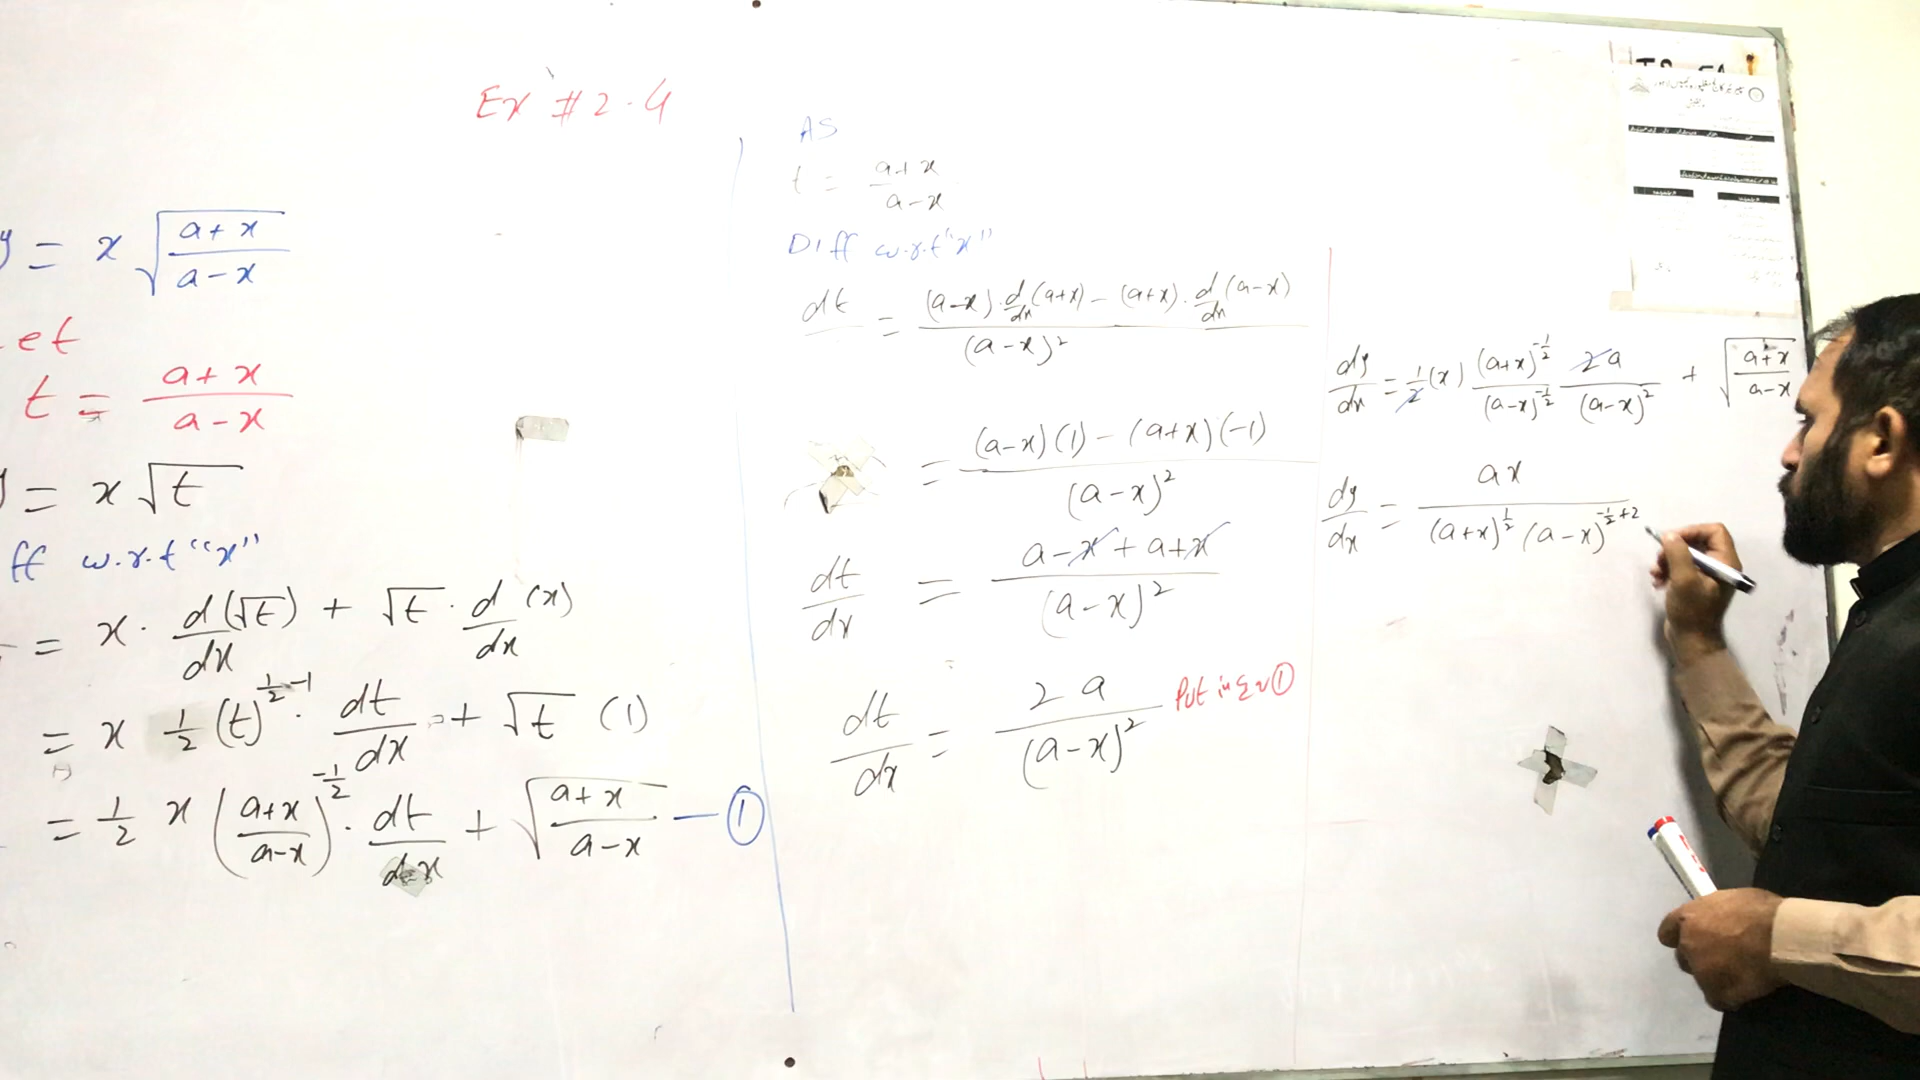 Ex # 2.4
y = x √((a+x)/(a-x))
et
t = (a+x)/(a-x)
= x √t
ff w.r.t "x"
= x · d(√t)/dx + √t · d/dx (x)
= x 1/2 (t)^(1/2 -1) · dt/dx + √t (1)
= 1/2 x ((a+x)/(a-x))^(-1/2) · dt/dx + √((a+x)/(a-x)) — ①
AS
t = (a+x)/(a-x)
Diff w.r.t "x"
dt = ((a-x) · d/dx (a+x) - (a+x) · d/dx (a-x))/(a-x)²
= ((a-x)(1) - (a+x)(-1))/(a-x)²
dt/dx = (a-x+a+x)/(a-x)²
dt/dx = 2a/(a-x)² Put in Eq ①
dy/dx = 1/2 (x) (a+x)^(-1/2)/(a-x)^(-1/2) 2a/(a-x)² + √((a+x)/(a-x))
dy/dx = ax/((a+x)^(1/2) (a-x)^(-1/2 +2))